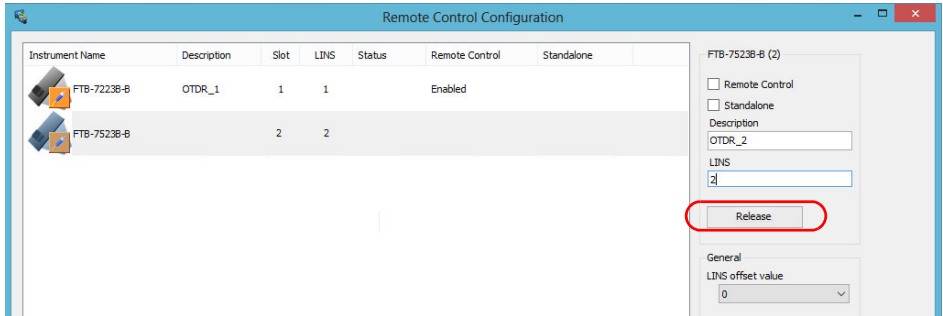 Remote Control Configuration
Instrument Name Description Slot LINS Status Remote Control Standalone
FTB-7223B-B OTDR_1 1 1 Enabled
FTB-7523B-B 2 2
FTB-7523B-B (2)
Remote Control
Standalone
Description
OTDR_2
LINS
2
Release
General
LINS offset value
0